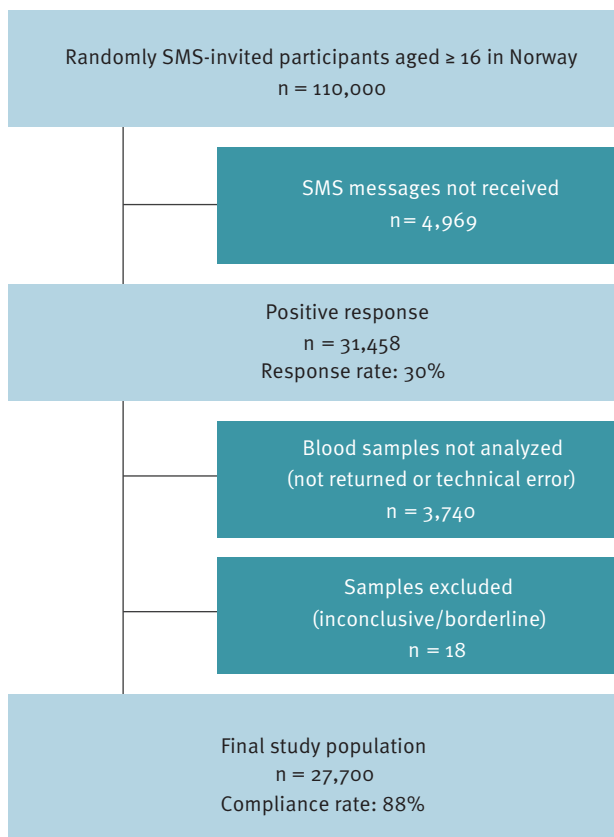 Randomly SMS-invited participants aged ≥ 16 in Norway
n = 110,000
SMS messages not received
n= 4,969
Positive response
n = 31,458
Response rate: 30%
Blood samples not analyzed
(not returned or technical error)
n = 3,740
Samples excluded
(inconclusive/borderline)
n = 18
Final study population
n = 27,700
Compliance rate: 88%